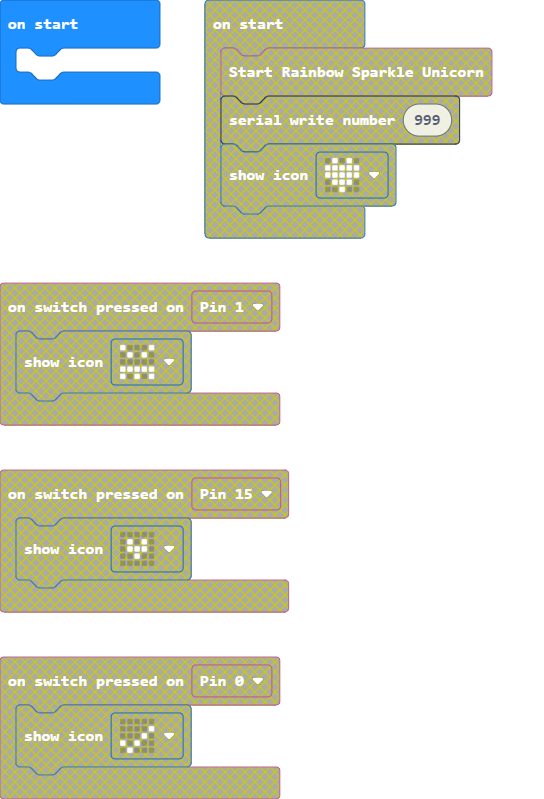 on start
on start
Start Rainbow Sparkle Unicorn
serial write number 999
show icon
on switch pressed on Pin 1
show icon
on switch pressed on Pin 15
show icon
on switch pressed on Pin 0
show icon